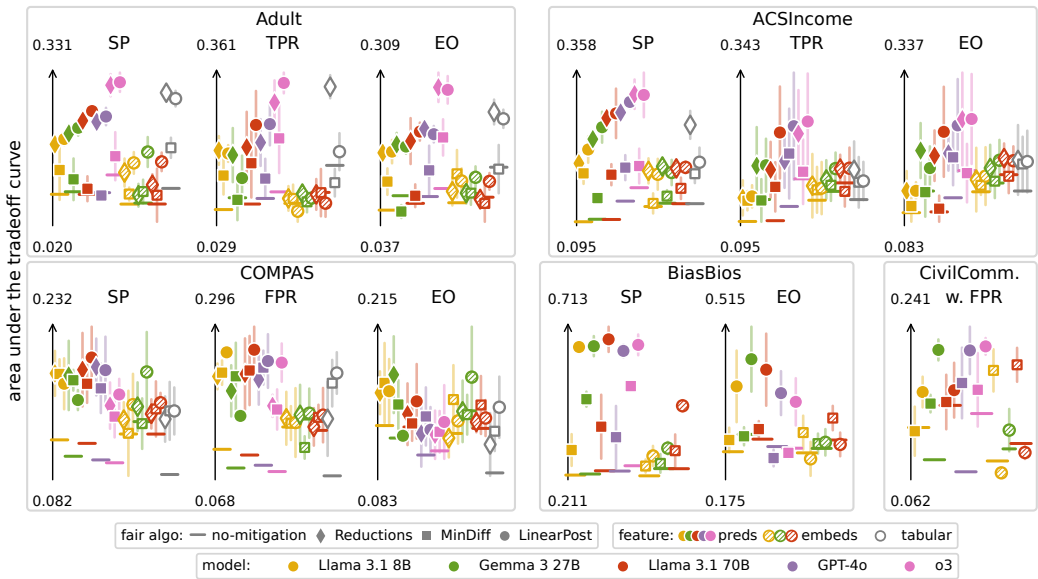 Adult
0.331 SP 0.361 TPR 0.309 EO
0.020 0.029 0.037
ACSIncome
0.358 SP 0.343 TPR 0.337 EO
0.095 0.095 0.083
area under the tradeoff curve
COMPAS
0.232 SP 0.296 FPR 0.215 EO
0.082 0.668 0.083
BiasBios
0.713 SP 0.515 EO
0.211 0.175
CivilComm.
0.241 w. FPR
0.062
fair algo: no-mitigation Reductions MinDiff LinearPost
feature: preds embeds tabular
model: Llama 3.1 8B Gemma 3 27B Llama 3.1 70B GPT-4o o3